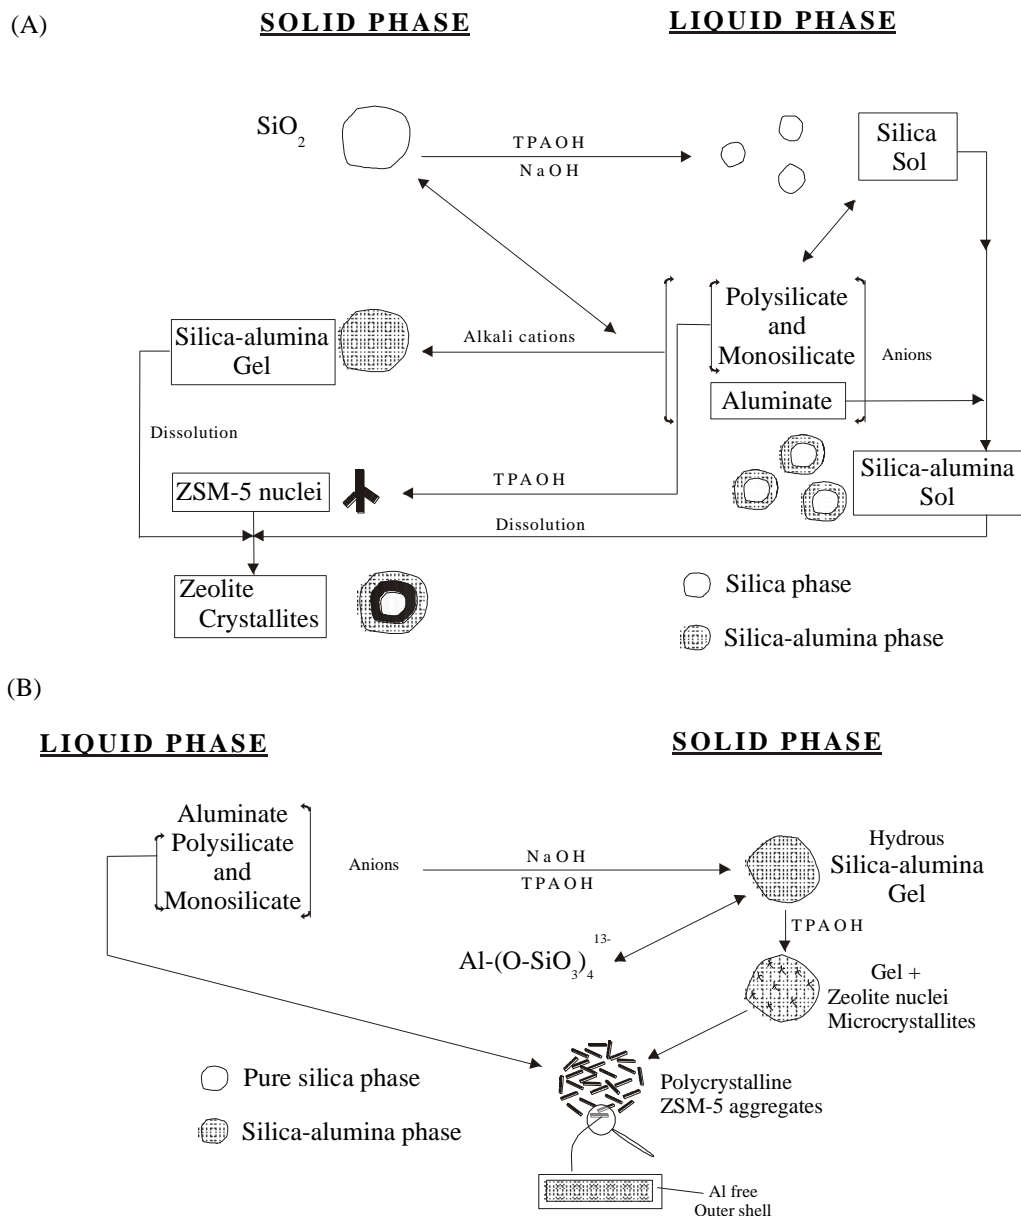 (A)
SOLID PHASE
LIQUID PHASE
SiO2
TPAOH
NaOH
Silica
Sol
Polysilicate
and
Monosilicate
Anions
Aluminate
Alkali cations
Silica-alumina
Gel
Dissolution
ZSM-5 nuclei
TPAOH
Silica-alumina
Sol
Dissolution
Zeolite
Crystallites
Silica phase
Silica-alumina phase
(B)
LIQUID PHASE
SOLID PHASE
Aluminate
Polysilicate
and
Monosilicate
Anions
NaOH
TPAOH
Hydrous
Silica-alumina
Gel
TPAOH
Al-(O-SiO3)4 13-
Gel +
Zeolite nuclei
Microcrystallites
Pure silica phase
Silica-alumina phase
Polycrystalline
ZSM-5 aggregates
Al free
Outer shell